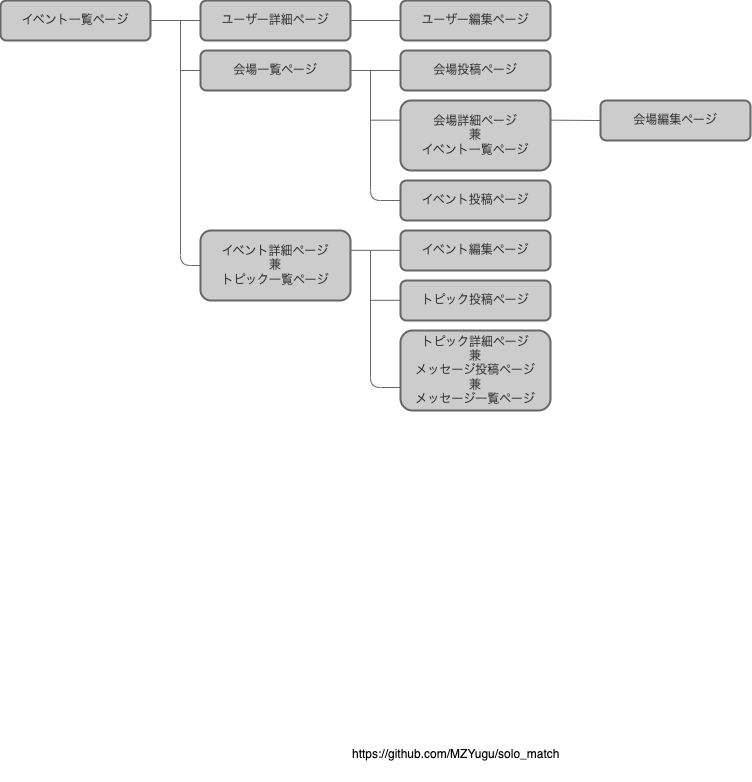 イベント一覧ページ
ユーザー詳細ページ
ユーザー編集ページ
会場一覧ページ
会場投稿ページ
会場詳細ページ
兼
イベント一覧ページ
会場編集ページ
イベント投稿ページ
イベント詳細ページ
兼
トピック一覧ページ
イベント編集ページ
トピック投稿ページ
トピック詳細ページ
兼
メッセージ投稿ページ
兼
メッセージ一覧ページ
https://github.com/MZYugu/solo_match